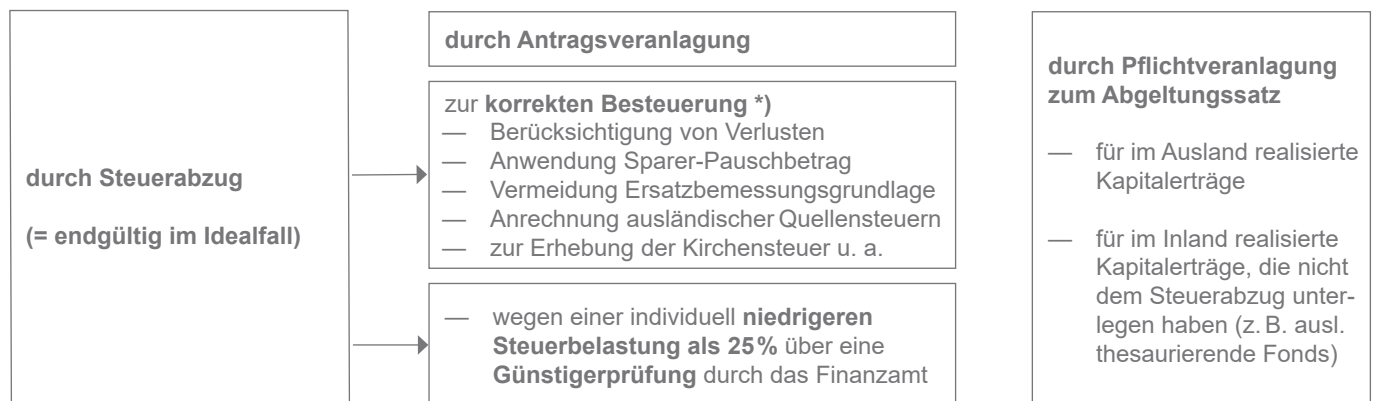 durch Steuerabzug
(= endgültig im Idealfall)
durch Antragsveranlagung
zur korrekten Besteuerung *)
— Berücksichtigung von Verlusten
— Anwendung Sparer-Pauschbetrag
— Vermeidung Ersatzbemessungsgrundlage
— Anrechnung ausländischer Quellensteuern
— zur Erhebung der Kirchensteuer u. a.
— wegen einer individuell niedrigeren
Steuerbelastung als 25% über eine
Günstigerprüfung durch das Finanzamt
durch Pflichtveranlagung
zum Abgeltungssatz
— für im Ausland realisierte
Kapitalerträge
— für im Inland realisierte
Kapitalerträge, die nicht
dem Steuerabzug unter-
legen haben (z. B. ausl.
thesaurierende Fonds)